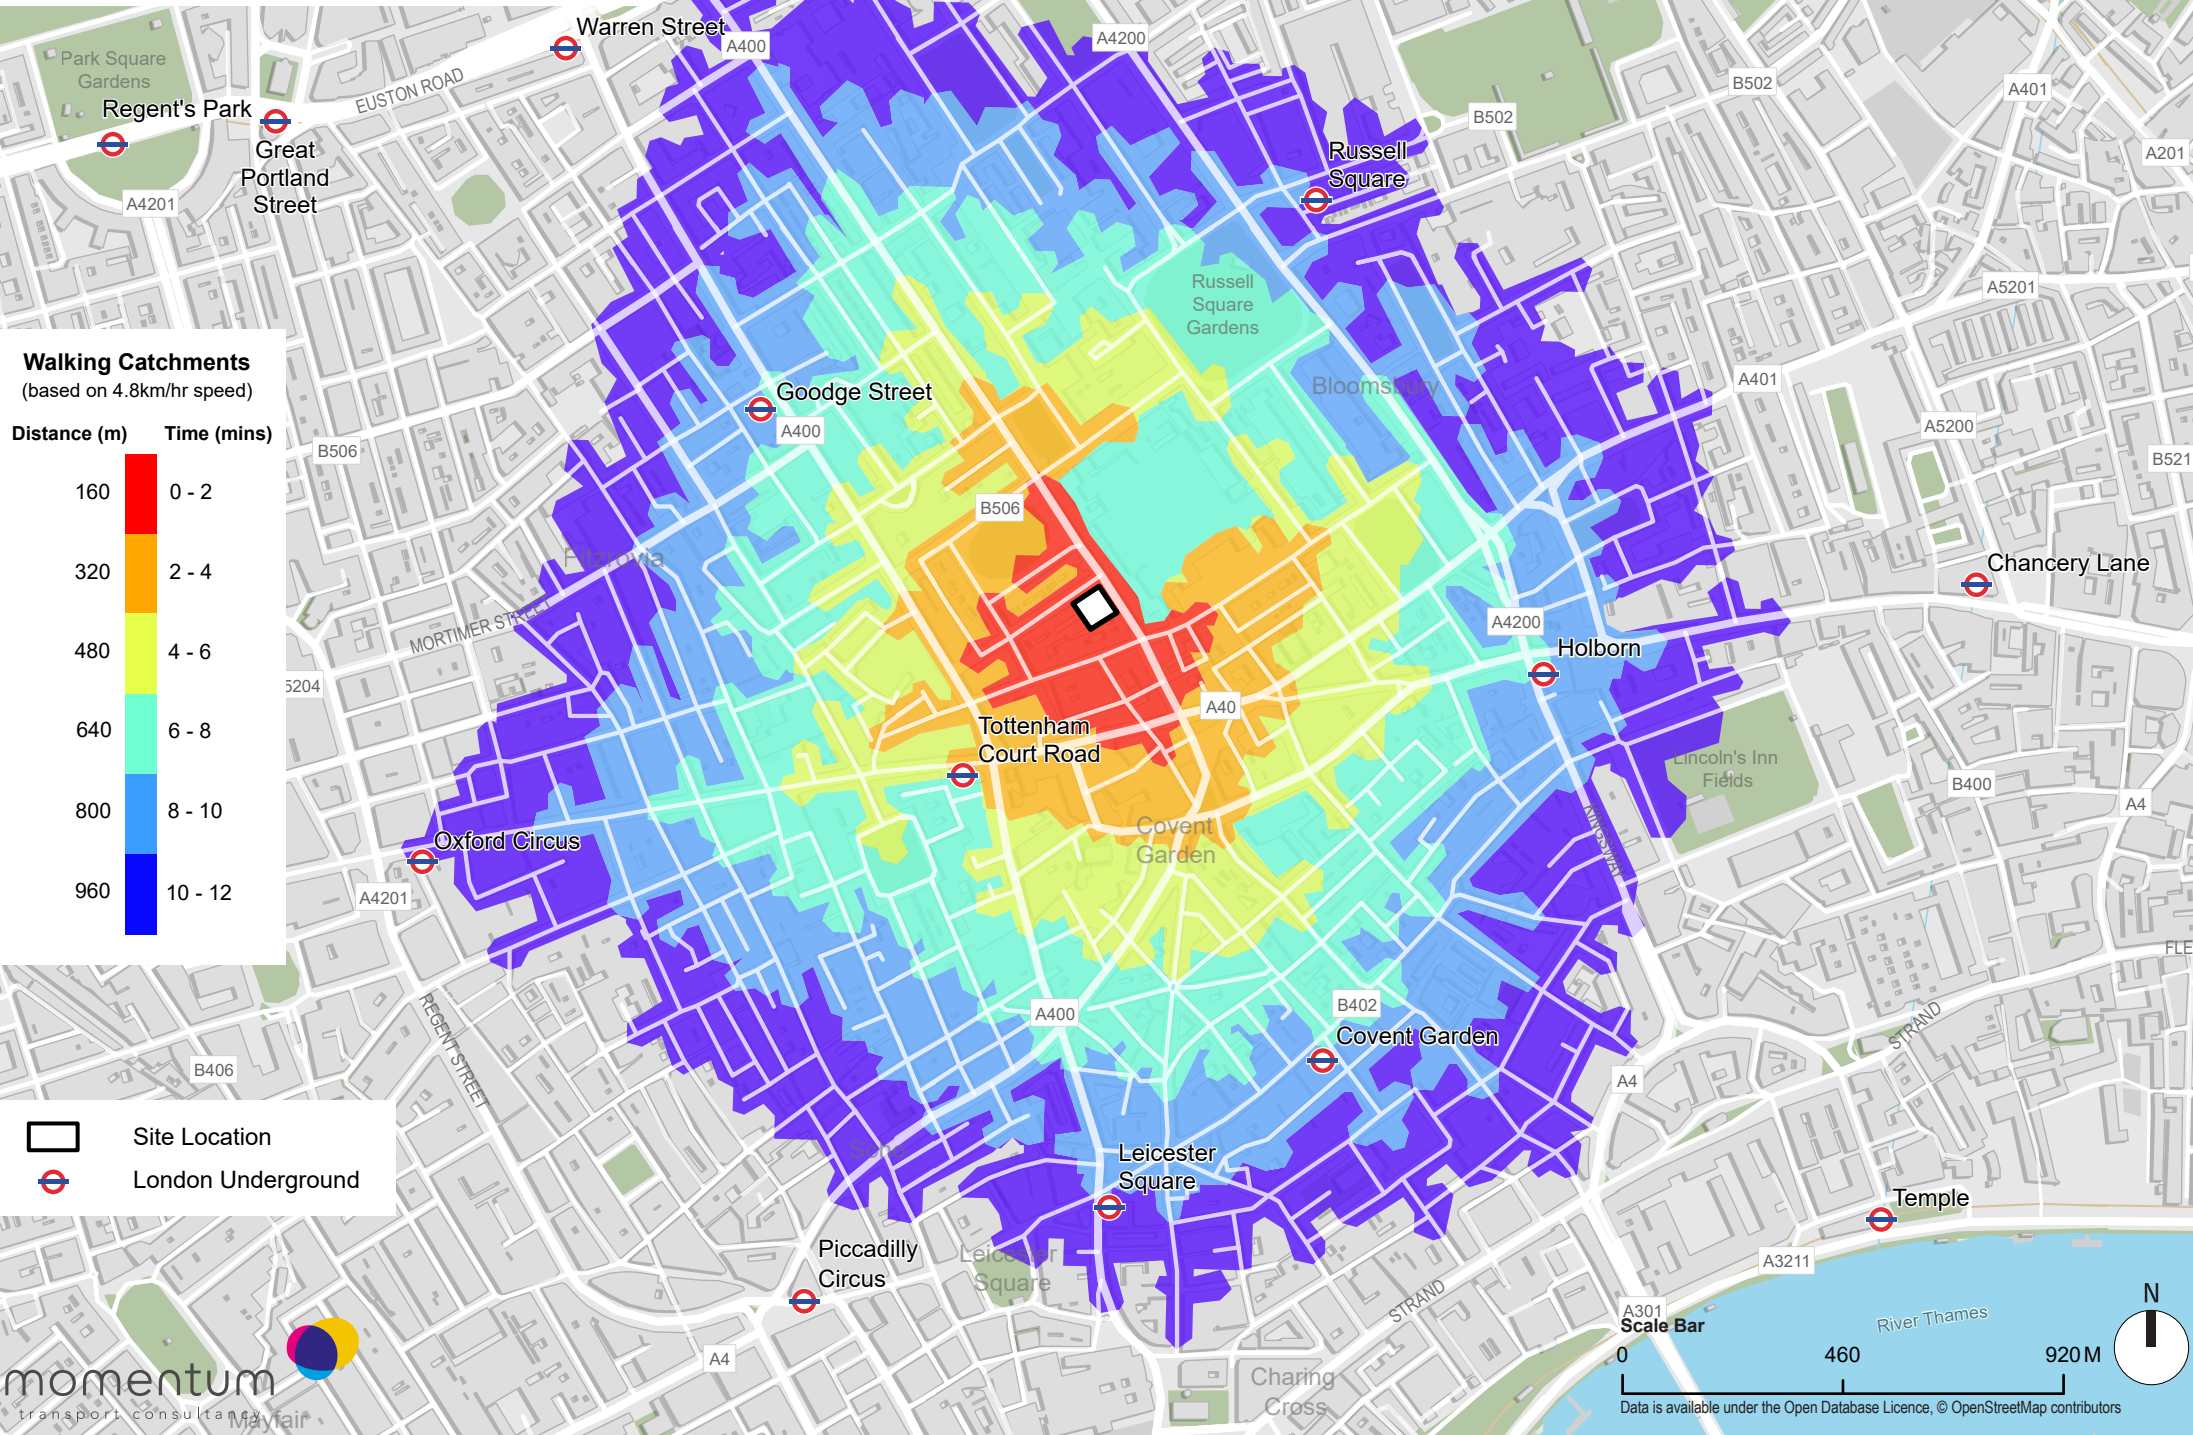 Warren Street
A400
A4200
Park Square
Gardens
EUSTON ROAD
B502
A401
Regent's Park
B502
Great
Portland
Street
Russell
Square
A201
A4201
Russell
Square
Gardens
A5201
Walking Catchments
(based on 4.8km/hr speed)
Distance (m) Time (mins)
160 0 - 2
320 2 - 4
480 4 - 6
640 6 - 8
800 8 - 10
960 10 - 12
Goodge Street
A400
Bloomsbury
A401
B506
A5200
B521
B506
Fitzrovia
Chancery Lane
MORTIMER STREET
A4200
Holborn
5204
A40
Tottenham
Court Road
Lincoln's Inn
Fields
B400
A4
Oxford Circus
Covent
Garden
KINGSWAY
A4201
FLE
REGENT STREET
A400
B402
Covent Garden
STRAND
B406
A4
Site Location
London Underground
Soho
Leicester
Square
Temple
Piccadilly
Circus
Leicester
Square
A3211
STRAND
A301
Scale Bar
River Thames
N
0 460 920 M
A4
Charing
Cross
momentum
transport consultancy
Mayfair
Data is available under the Open Database Licence, © OpenStreetMap contributors